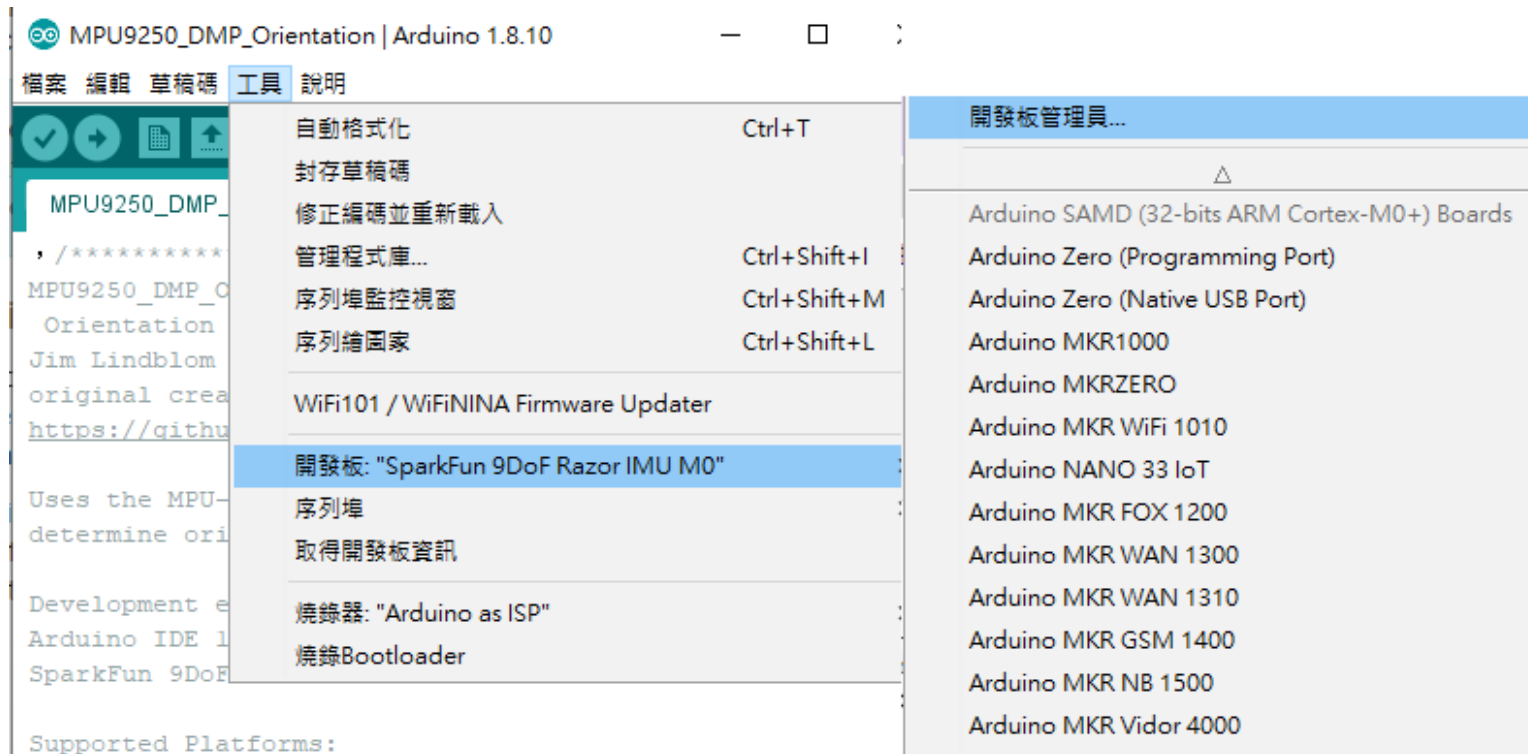 MPU9250_DMP_Orientation | Arduino 1.8.10
檔案 編輯 草稿碼 工具 說明
MPU9250_DMP_
, /***********
MPU9250_DMP_O
Orientation
Jim Lindblom
original crea
https://githu
Uses the MPU-
determine ori
Development e
Arduino IDE 1
SparkFun 9DoF
Supported Platforms:
自動格式化 Ctrl+T
封存草稿碼
修正編碼並重新載入
管理程式庫... Ctrl+Shift+I
序列埠監控視窗 Ctrl+Shift+M
序列繪圖家 Ctrl+Shift+L
WiFi101 / WiFiNINA Firmware Updater
開發板: "SparkFun 9DoF Razor IMU M0"
序列埠
取得開發板資訊
燒錄器: "Arduino as ISP"
燒錄Bootloader
開發板管理員...
△
Arduino SAMD (32-bits ARM Cortex-M0+) Boards
Arduino Zero (Programming Port)
Arduino Zero (Native USB Port)
Arduino MKR1000
Arduino MKRZERO
Arduino MKR WiFi 1010
Arduino NANO 33 IoT
Arduino MKR FOX 1200
Arduino MKR WAN 1300
Arduino MKR WAN 1310
Arduino MKR GSM 1400
Arduino MKR NB 1500
Arduino MKR Vidor 4000